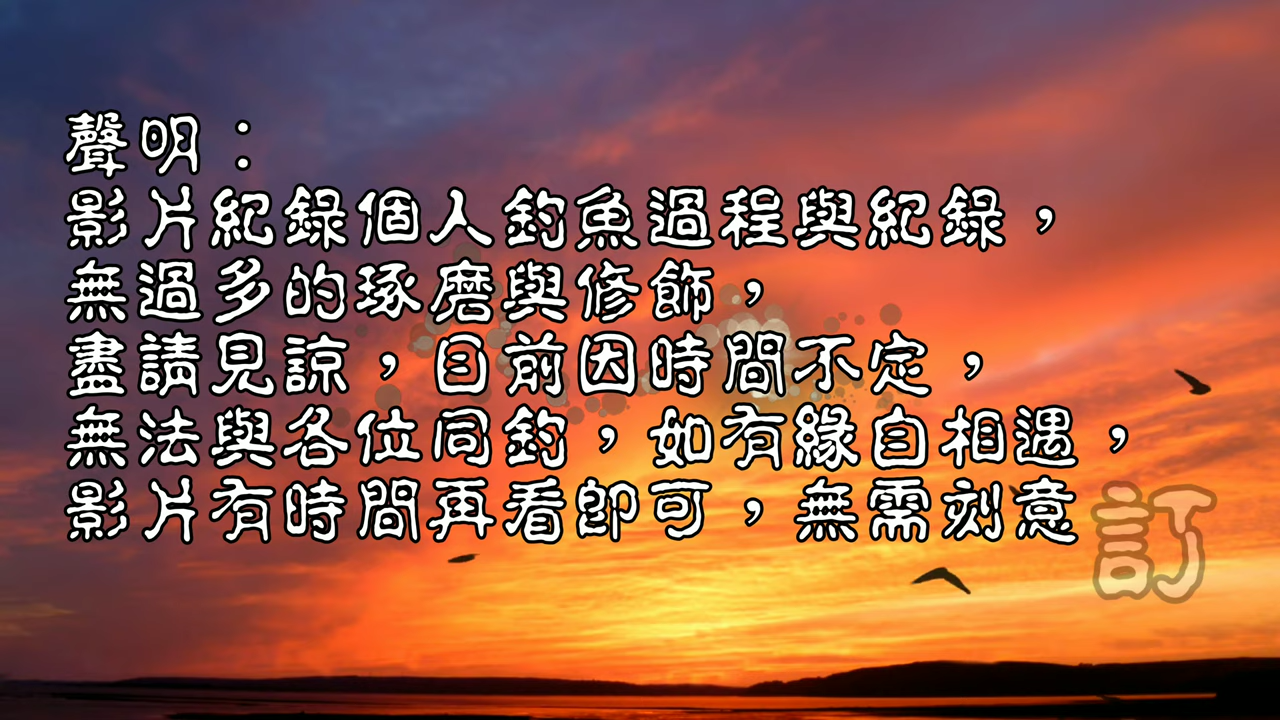 聲明：
影片紀錄個人釣魚過程與紀錄，
無過多的琢磨與修飾，
盡請見諒，目前因時間不定，
無法與各位同釣，如有緣自相遇，
影片有時間再看即可，無需刻意
訂